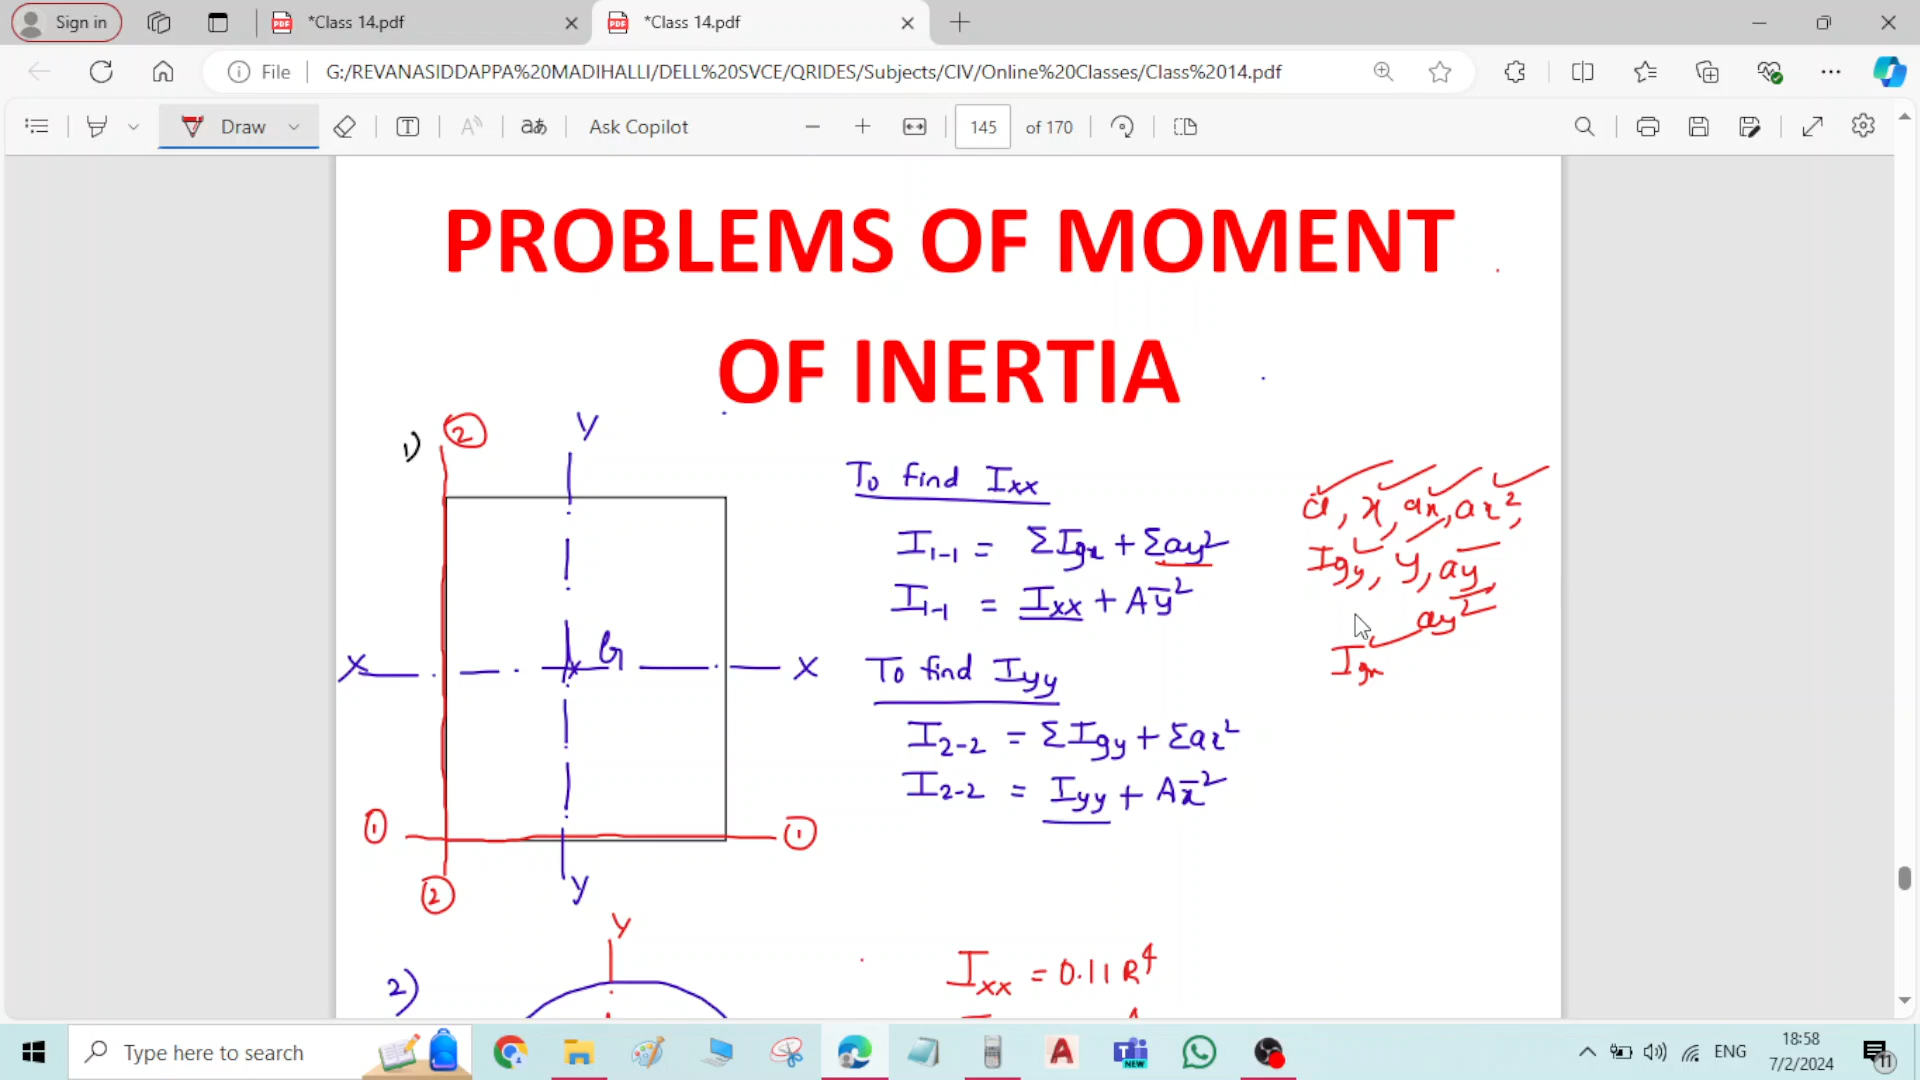 Sign in
*Class 14.pdf
*Class 14.pdf
File
G:/REVANASIDDAPPA%20MADIHALLI/DELL%20SVCE/QRIDES/Subjects/CIV/Online%20Classes/Class%2014.pdf
Draw
Ask Copilot
145 of 170
PROBLEMS OF MOMENT
OF INERTIA
1)
2
Y
To find Ixx
I1-1 = ΣIgx + Σay²
I1-1 = Ixx + Aȳ²
a, x, ax, ax²,
Igy, y, ay,
ay²
Igx
X
G
X
To find Iyy
I2-2 = ΣIgy + Σax²
I2-2 = Iyy + Ax̄²
1
1
2
Y
Y
2)
Ixx = 0.11 R⁴
Type here to search
ENG
18:58
7/2/2024
11